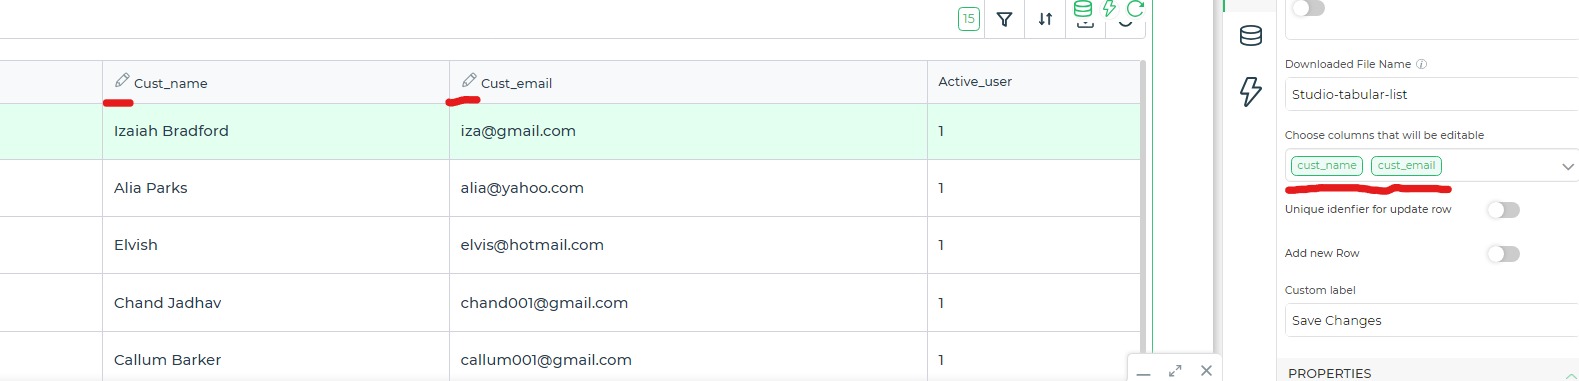 15
Cust_name Cust_email Active_user
Izaiah Bradford iza@gmail.com 1
Alia Parks alia@yahoo.com 1
Elvish elvis@hotmail.com 1
Chand Jadhav chand001@gmail.com 1
Callum Barker callum001@gmail.com 1
Downloaded File Name
Studio-tabular-list
Choose columns that will be editable
cust_name cust_email
Unique idenfier for update row
Add new Row
Custom label
Save Changes
PROPERTIES